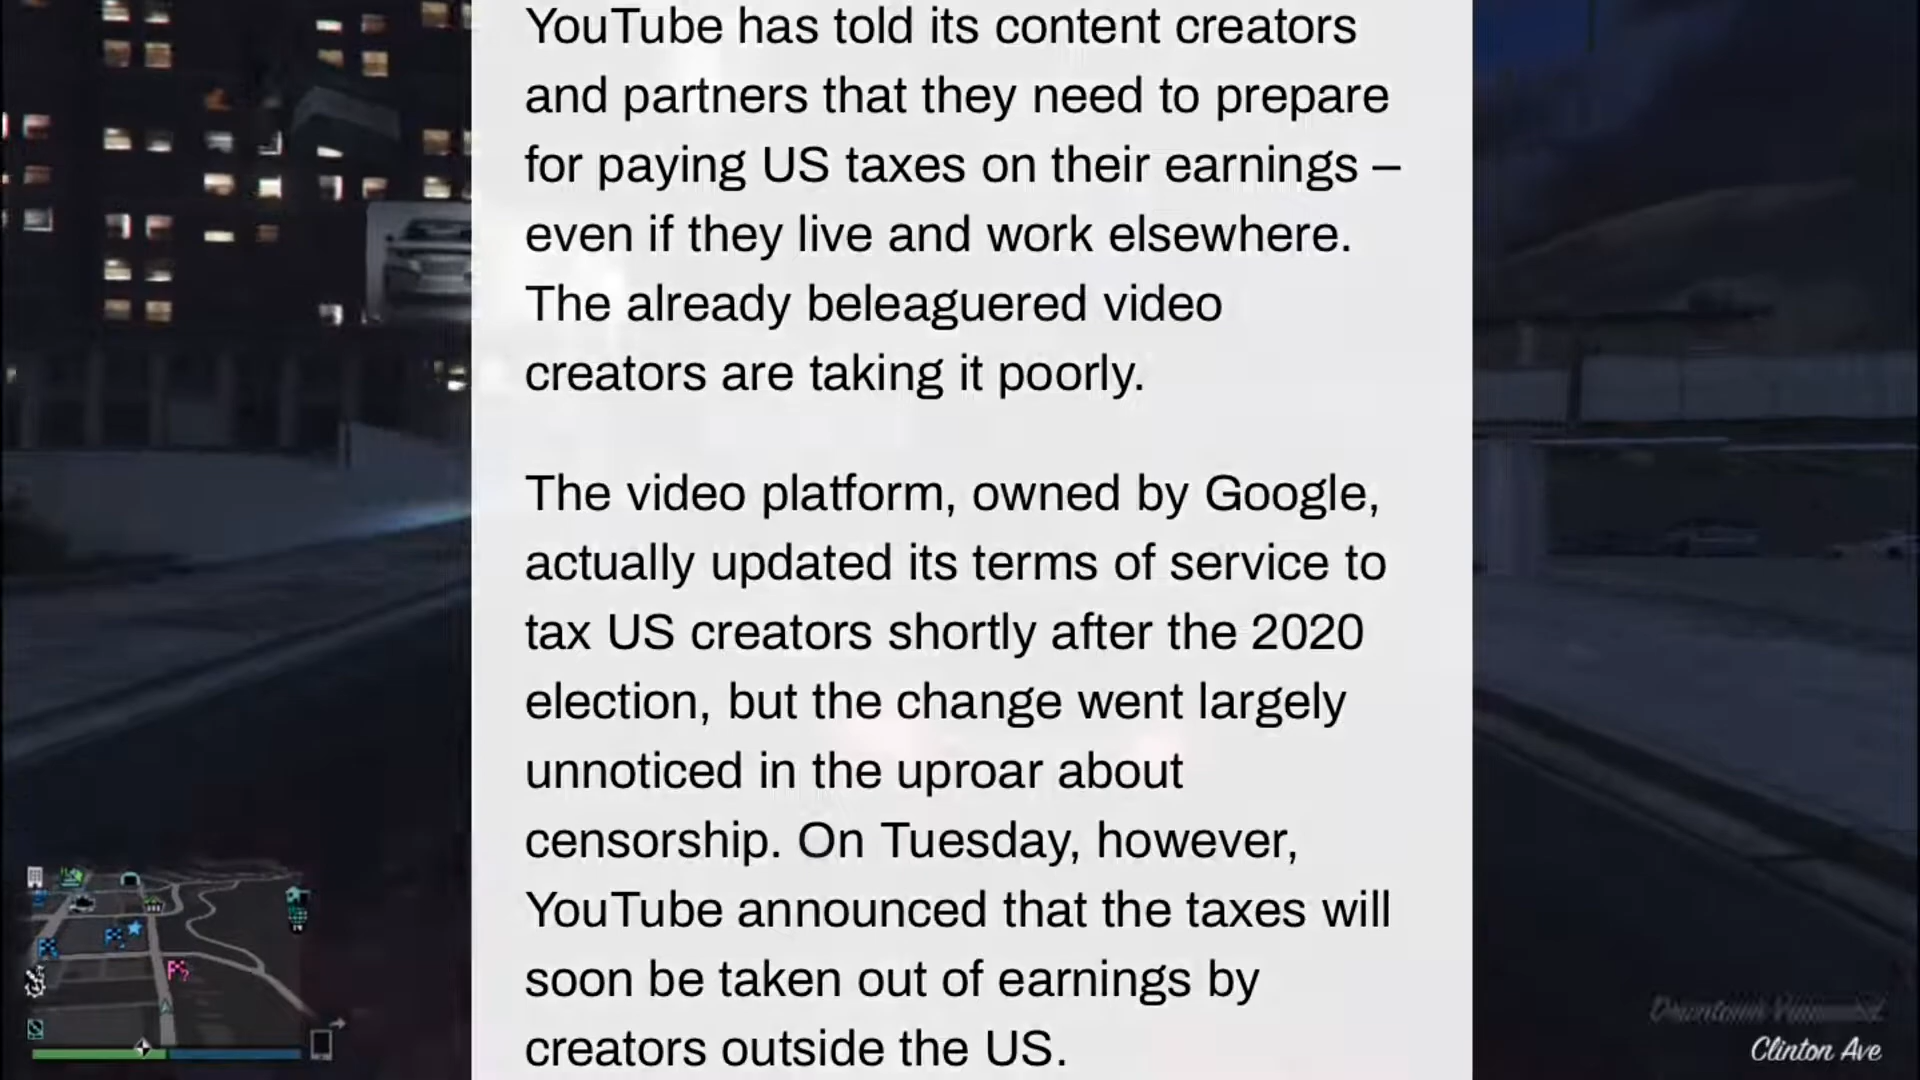 YouTube has told its content creators
and partners that they need to prepare
for paying US taxes on their earnings –
even if they live and work elsewhere.
The already beleaguered video
creators are taking it poorly.
The video platform, owned by Google,
actually updated its terms of service to
tax US creators shortly after the 2020
election, but the change went largely
unnoticed in the uproar about
censorship. On Tuesday, however,
YouTube announced that the taxes will
soon be taken out of earnings by
creators outside the US.
Downtown Vinewood
Clinton Ave